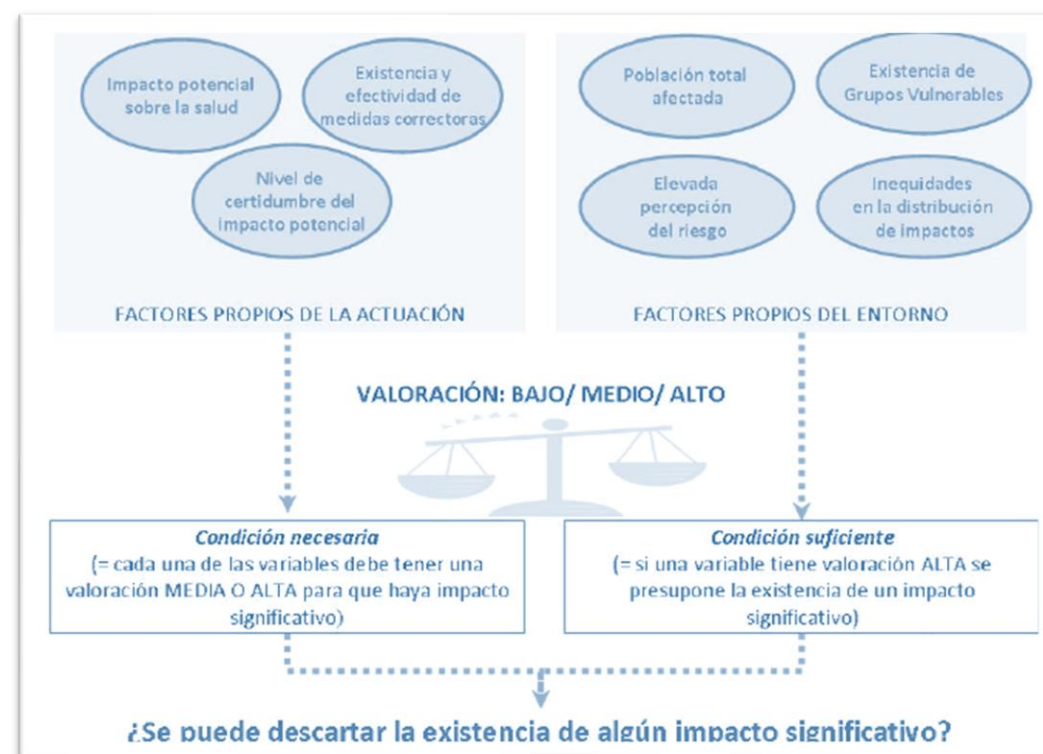 Impacto potencial
sobre la salud
Existencia y
efectividad de
medidas correctoras
Nivel de
certidumbre del
impacto potencial
FACTORES PROPIOS DE LA ACTUACIÓN
Población total
afectada
Existencia de
Grupos Vulnerables
Elevada
percepción
del riesgo
Inequidades
en la distribución
de impactos
FACTORES PROPIOS DEL ENTORNO
VALORACIÓN: BAJO/ MEDIO/ ALTO
Condición necesaria
(= cada una de las variables debe tener una
valoración MEDIA O ALTA para que haya impacto
significativo)
Condición suficiente
(= si una variable tiene valoración ALTA se
presupone la existencia de un impacto
significativo)
¿Se puede descartar la existencia de algún impacto significativo?